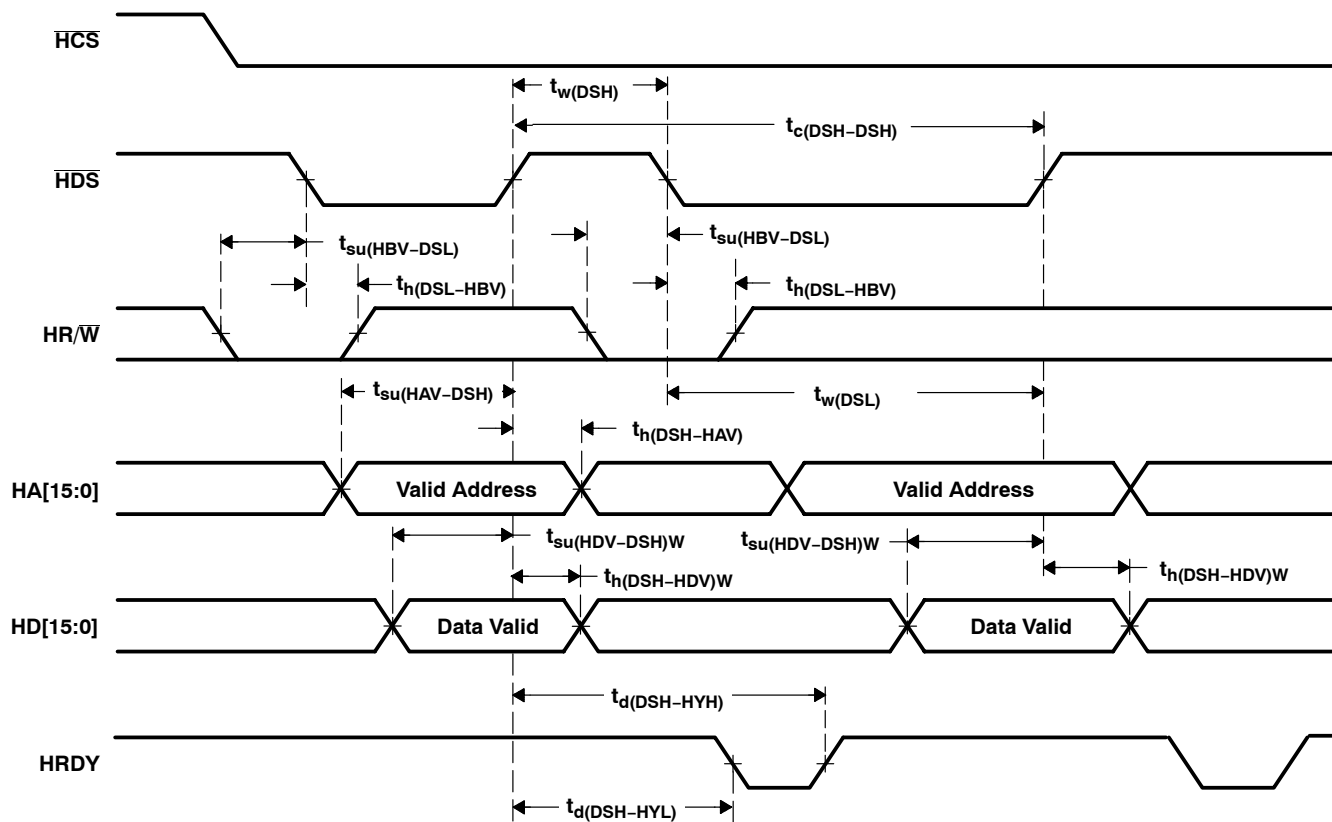 HCS
tw(DSH)
tc(DSH–DSH)
HDS
tsu(HBV–DSL)
tsu(HBV–DSL)
th(DSL–HBV)
th(DSL–HBV)
HR/W
tsu(HAV–DSH)
tw(DSL)
th(DSH–HAV)
HA[15:0]
Valid Address
Valid Address
tsu(HDV–DSH)W
tsu(HDV–DSH)W
th(DSH–HDV)W
th(DSH–HDV)W
HD[15:0]
Data Valid
Data Valid
td(DSH–HYH)
HRDY
td(DSH–HYL)